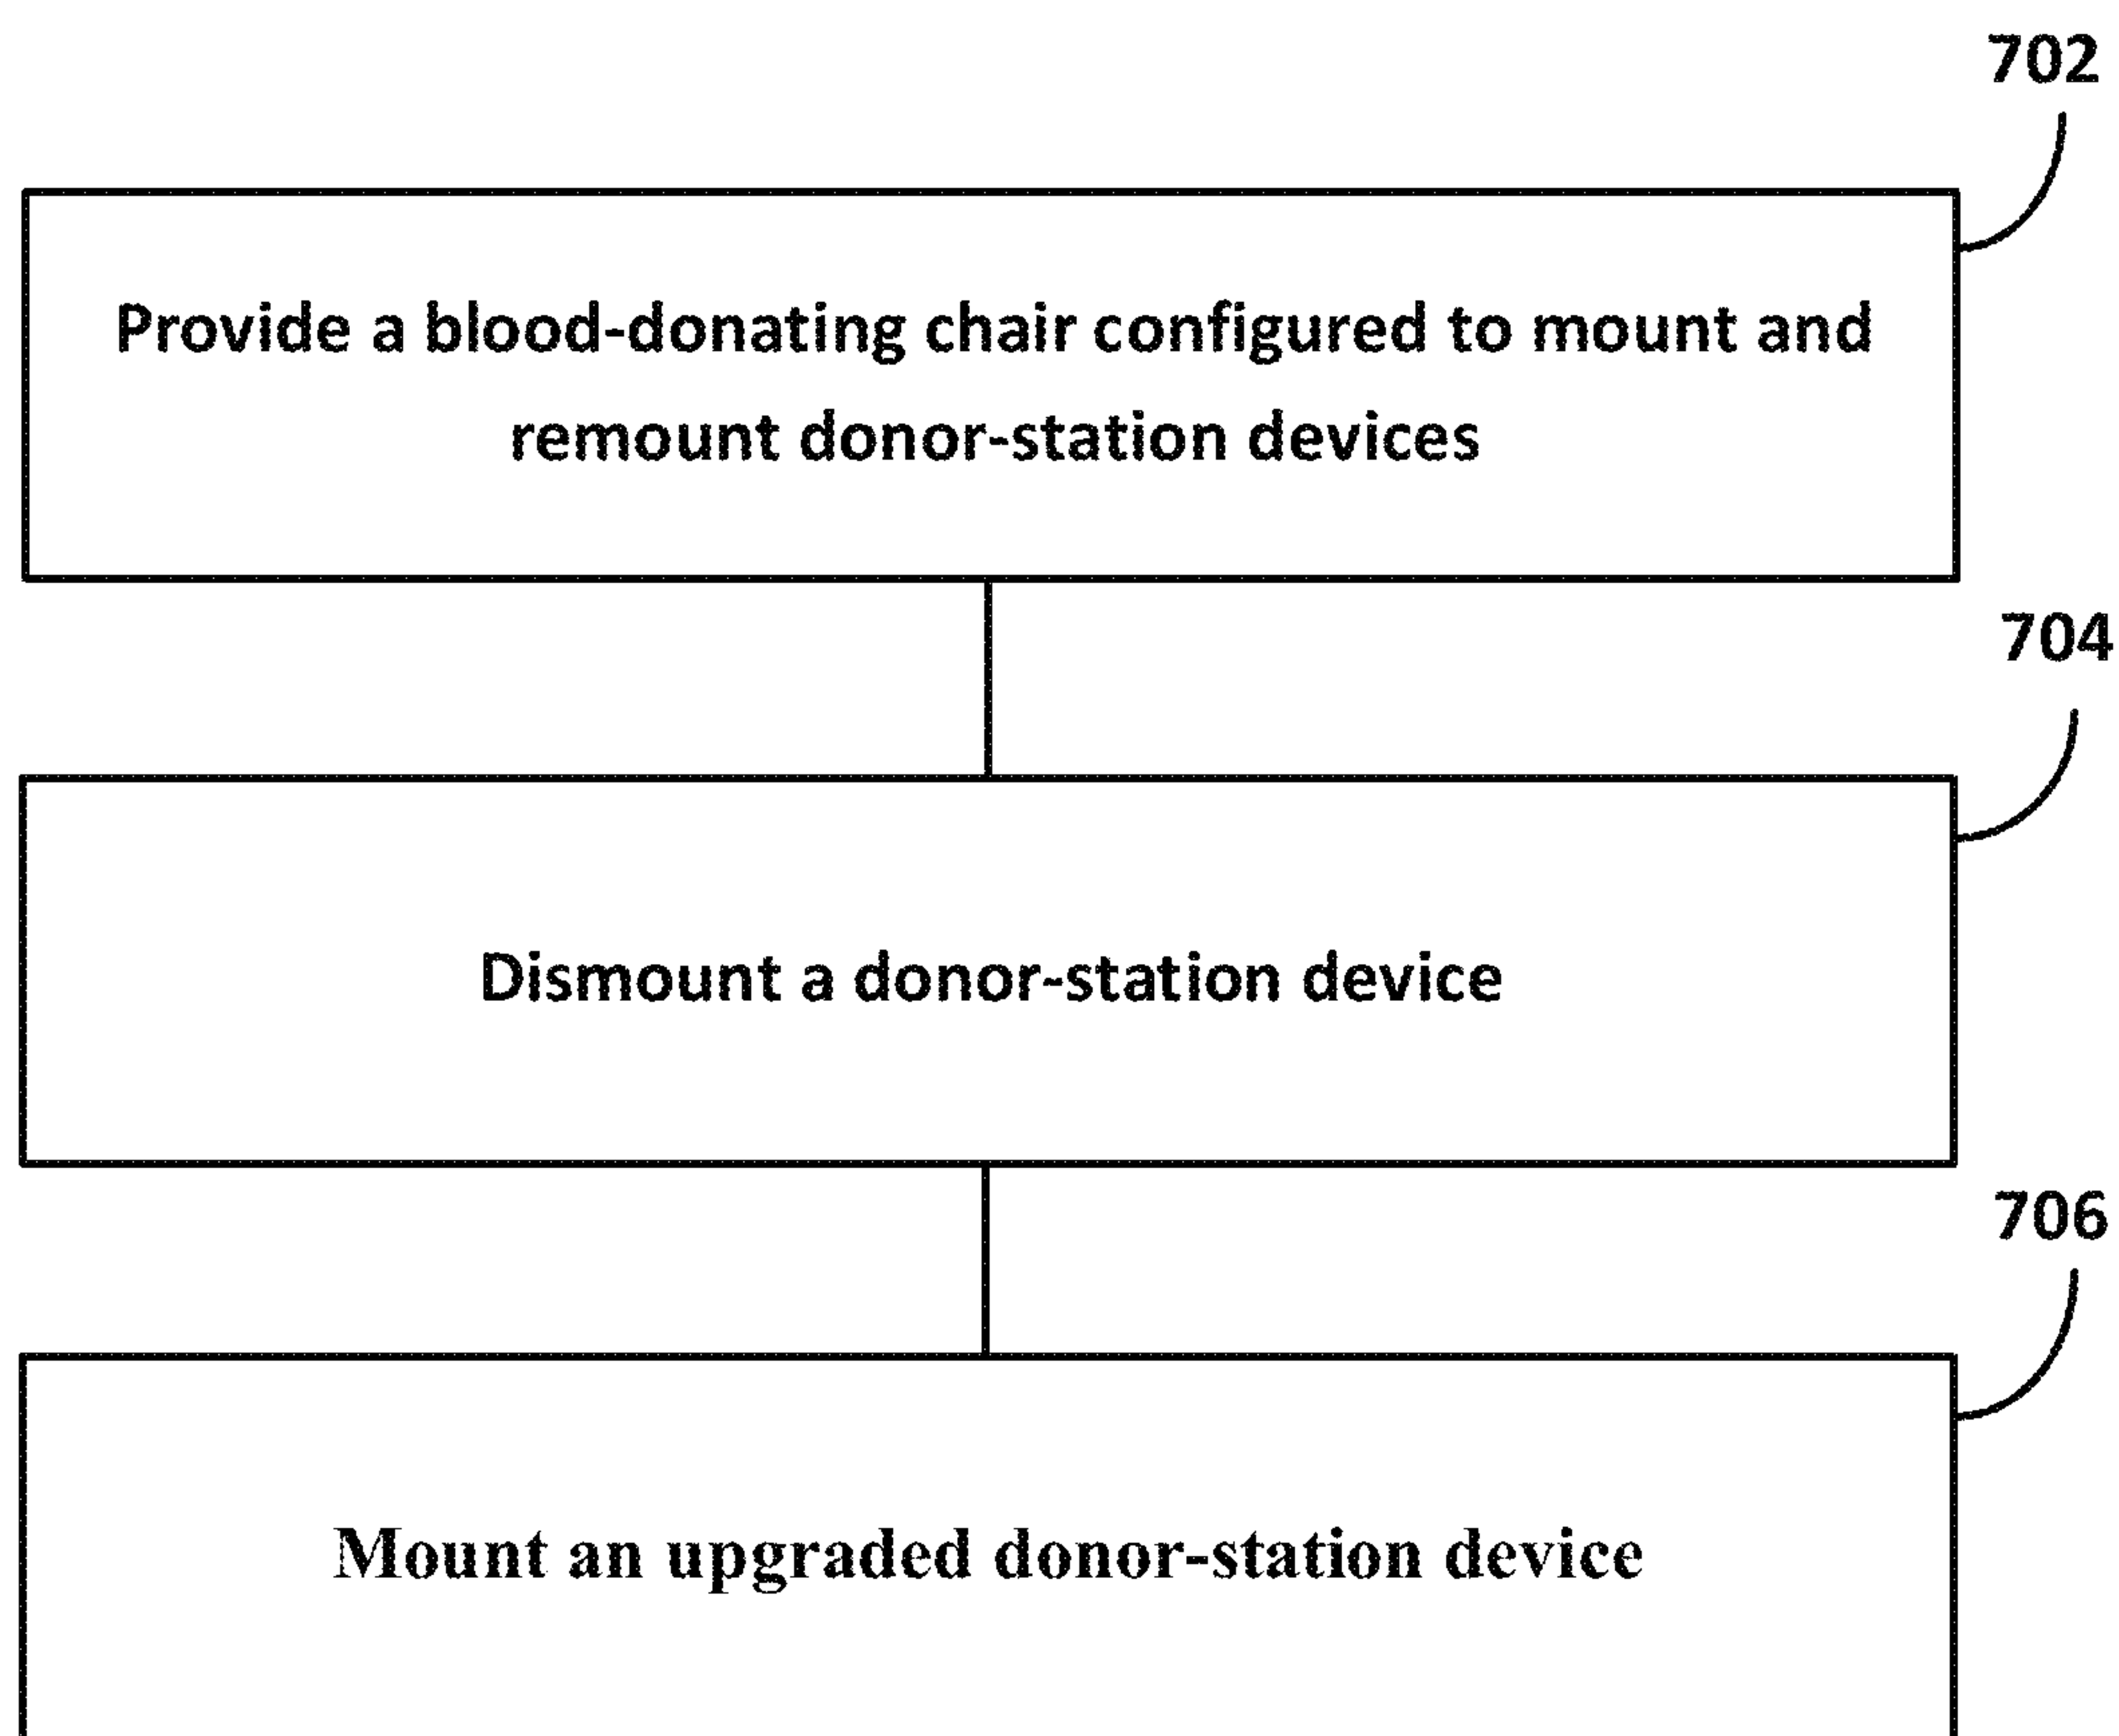 702
Provide a blood-donating chair configured to mount and
remount donor-station devices
704
Dismount a donor-station device
706
Mount an upgraded donor-station device